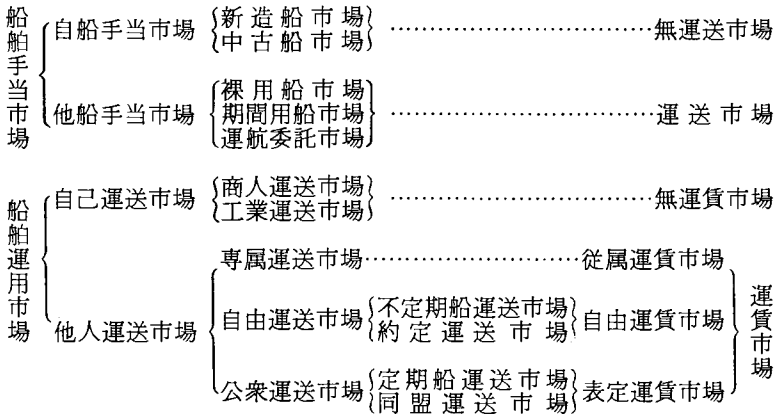 船舶手当市場
自船手当市場
新造船市場
中古船市場
無運送市場
他船手当市場
裸用船市場
期間用船市場
運航委託市場
運送市場
船舶運用市場
自己運送市場
商人運送市場
工業運送市場
無運賃市場
他人運送市場
専属運送市場
従属運賃市場
自由運送市場
不定期船運送市場
約定運送市場
自由運賃市場
公衆運送市場
定期船運送市場
同盟運送市場
表定運賃市場
運賃市場